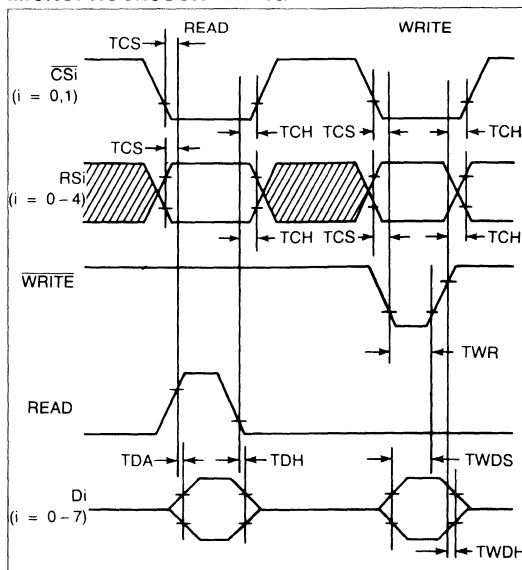 READ WRITE
TCS
CSi
(i = 0,1)
TCH TCS TCH
TCS
RSi
(i = 0–4)
TCH TCS TCH
WRITE
TWR
READ
TDA TDH TWDS
Di
(i = 0–7)
TWDH